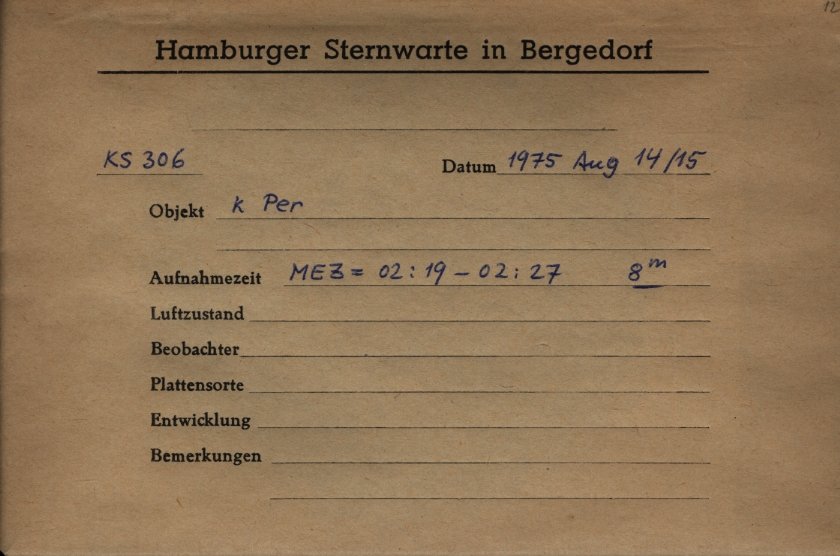 12
Hamburger Sternwarte in Bergedorf
KS 306 Datum 1975 Aug 14/15
Objekt κ Per
Aufnahmezeit MEZ = 02:19 – 02:27 8ᵐ
Luftzustand
Beobachter
Plattensorte
Entwicklung
Bemerkungen